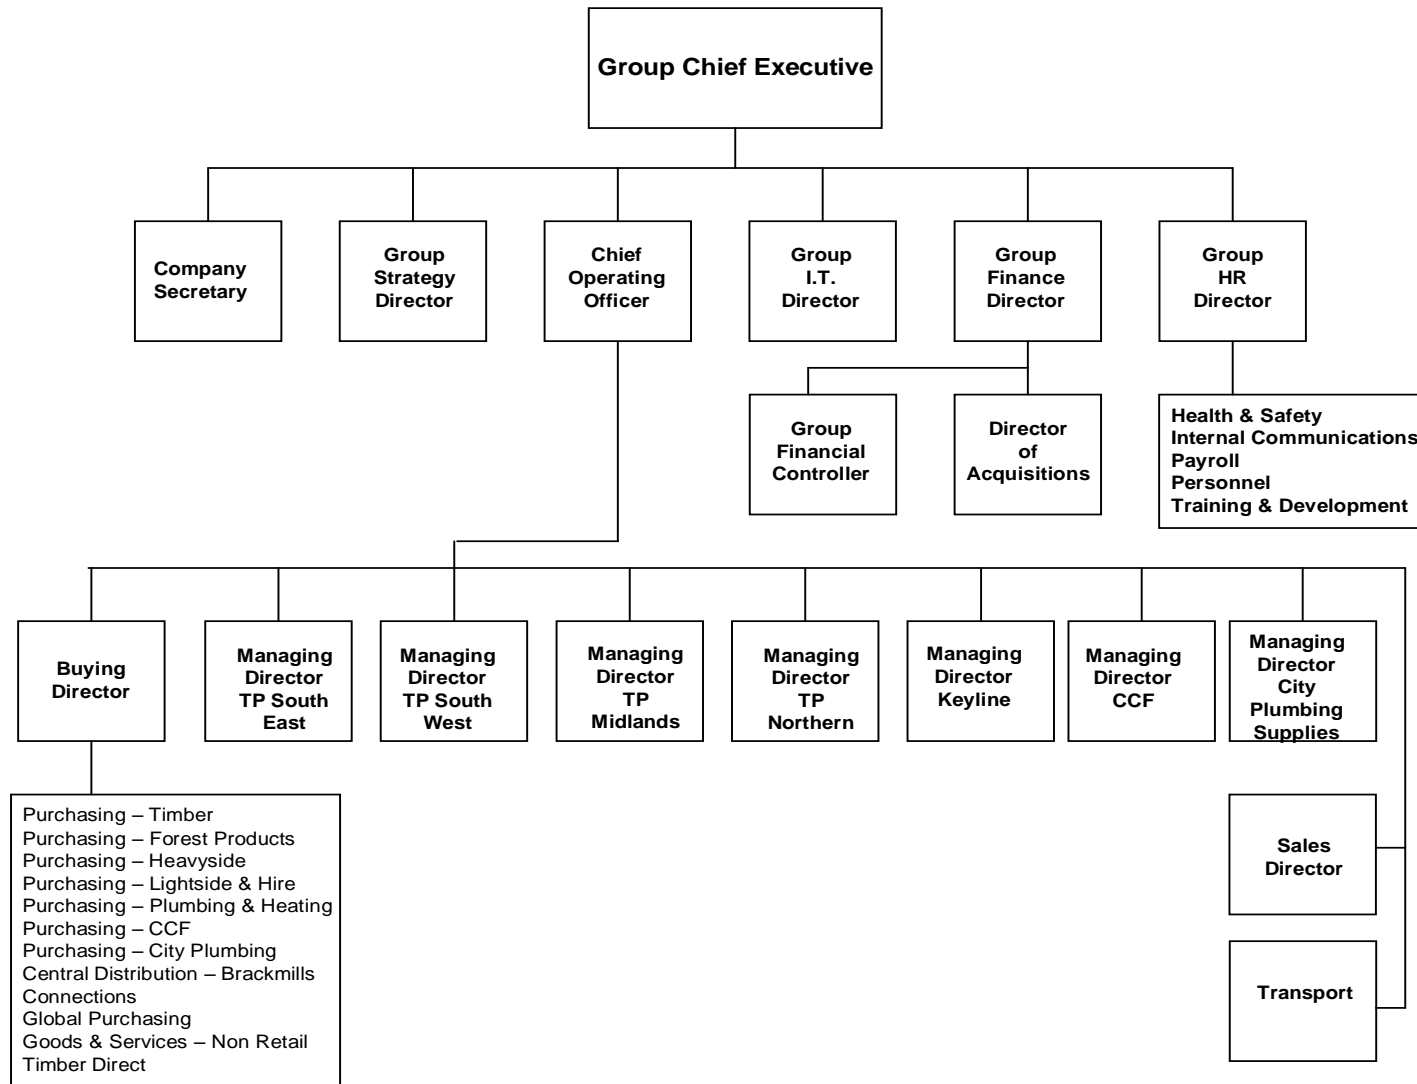 Group Chief Executive
Company
Secretary
Group
Strategy
Director
Chief
Operating
Officer
Group
I.T.
Director
Group
Finance
Director
Group
HR
Director
Group
Financial
Controller
Director
of
Acquisitions
Health & Safety
Internal Communications
Payroll
Personnel
Training & Development
Buying
Director
Managing
Director
TP South
East
Managing
Director
TP South
West
Managing
Director
TP
Midlands
Managing
Director
TP
Northern
Managing
Director
Keyline
Managing
Director
CCF
Managing
Director
City
Plumbing
Supplies
Purchasing – Timber
Purchasing – Forest Products
Purchasing – Heavyside
Purchasing – Lightside & Hire
Purchasing – Plumbing & Heating
Purchasing – CCF
Purchasing – City Plumbing
Central Distribution – Brackmills
Connections
Global Purchasing
Goods & Services – Non Retail
Timber Direct
Sales
Director
Transport